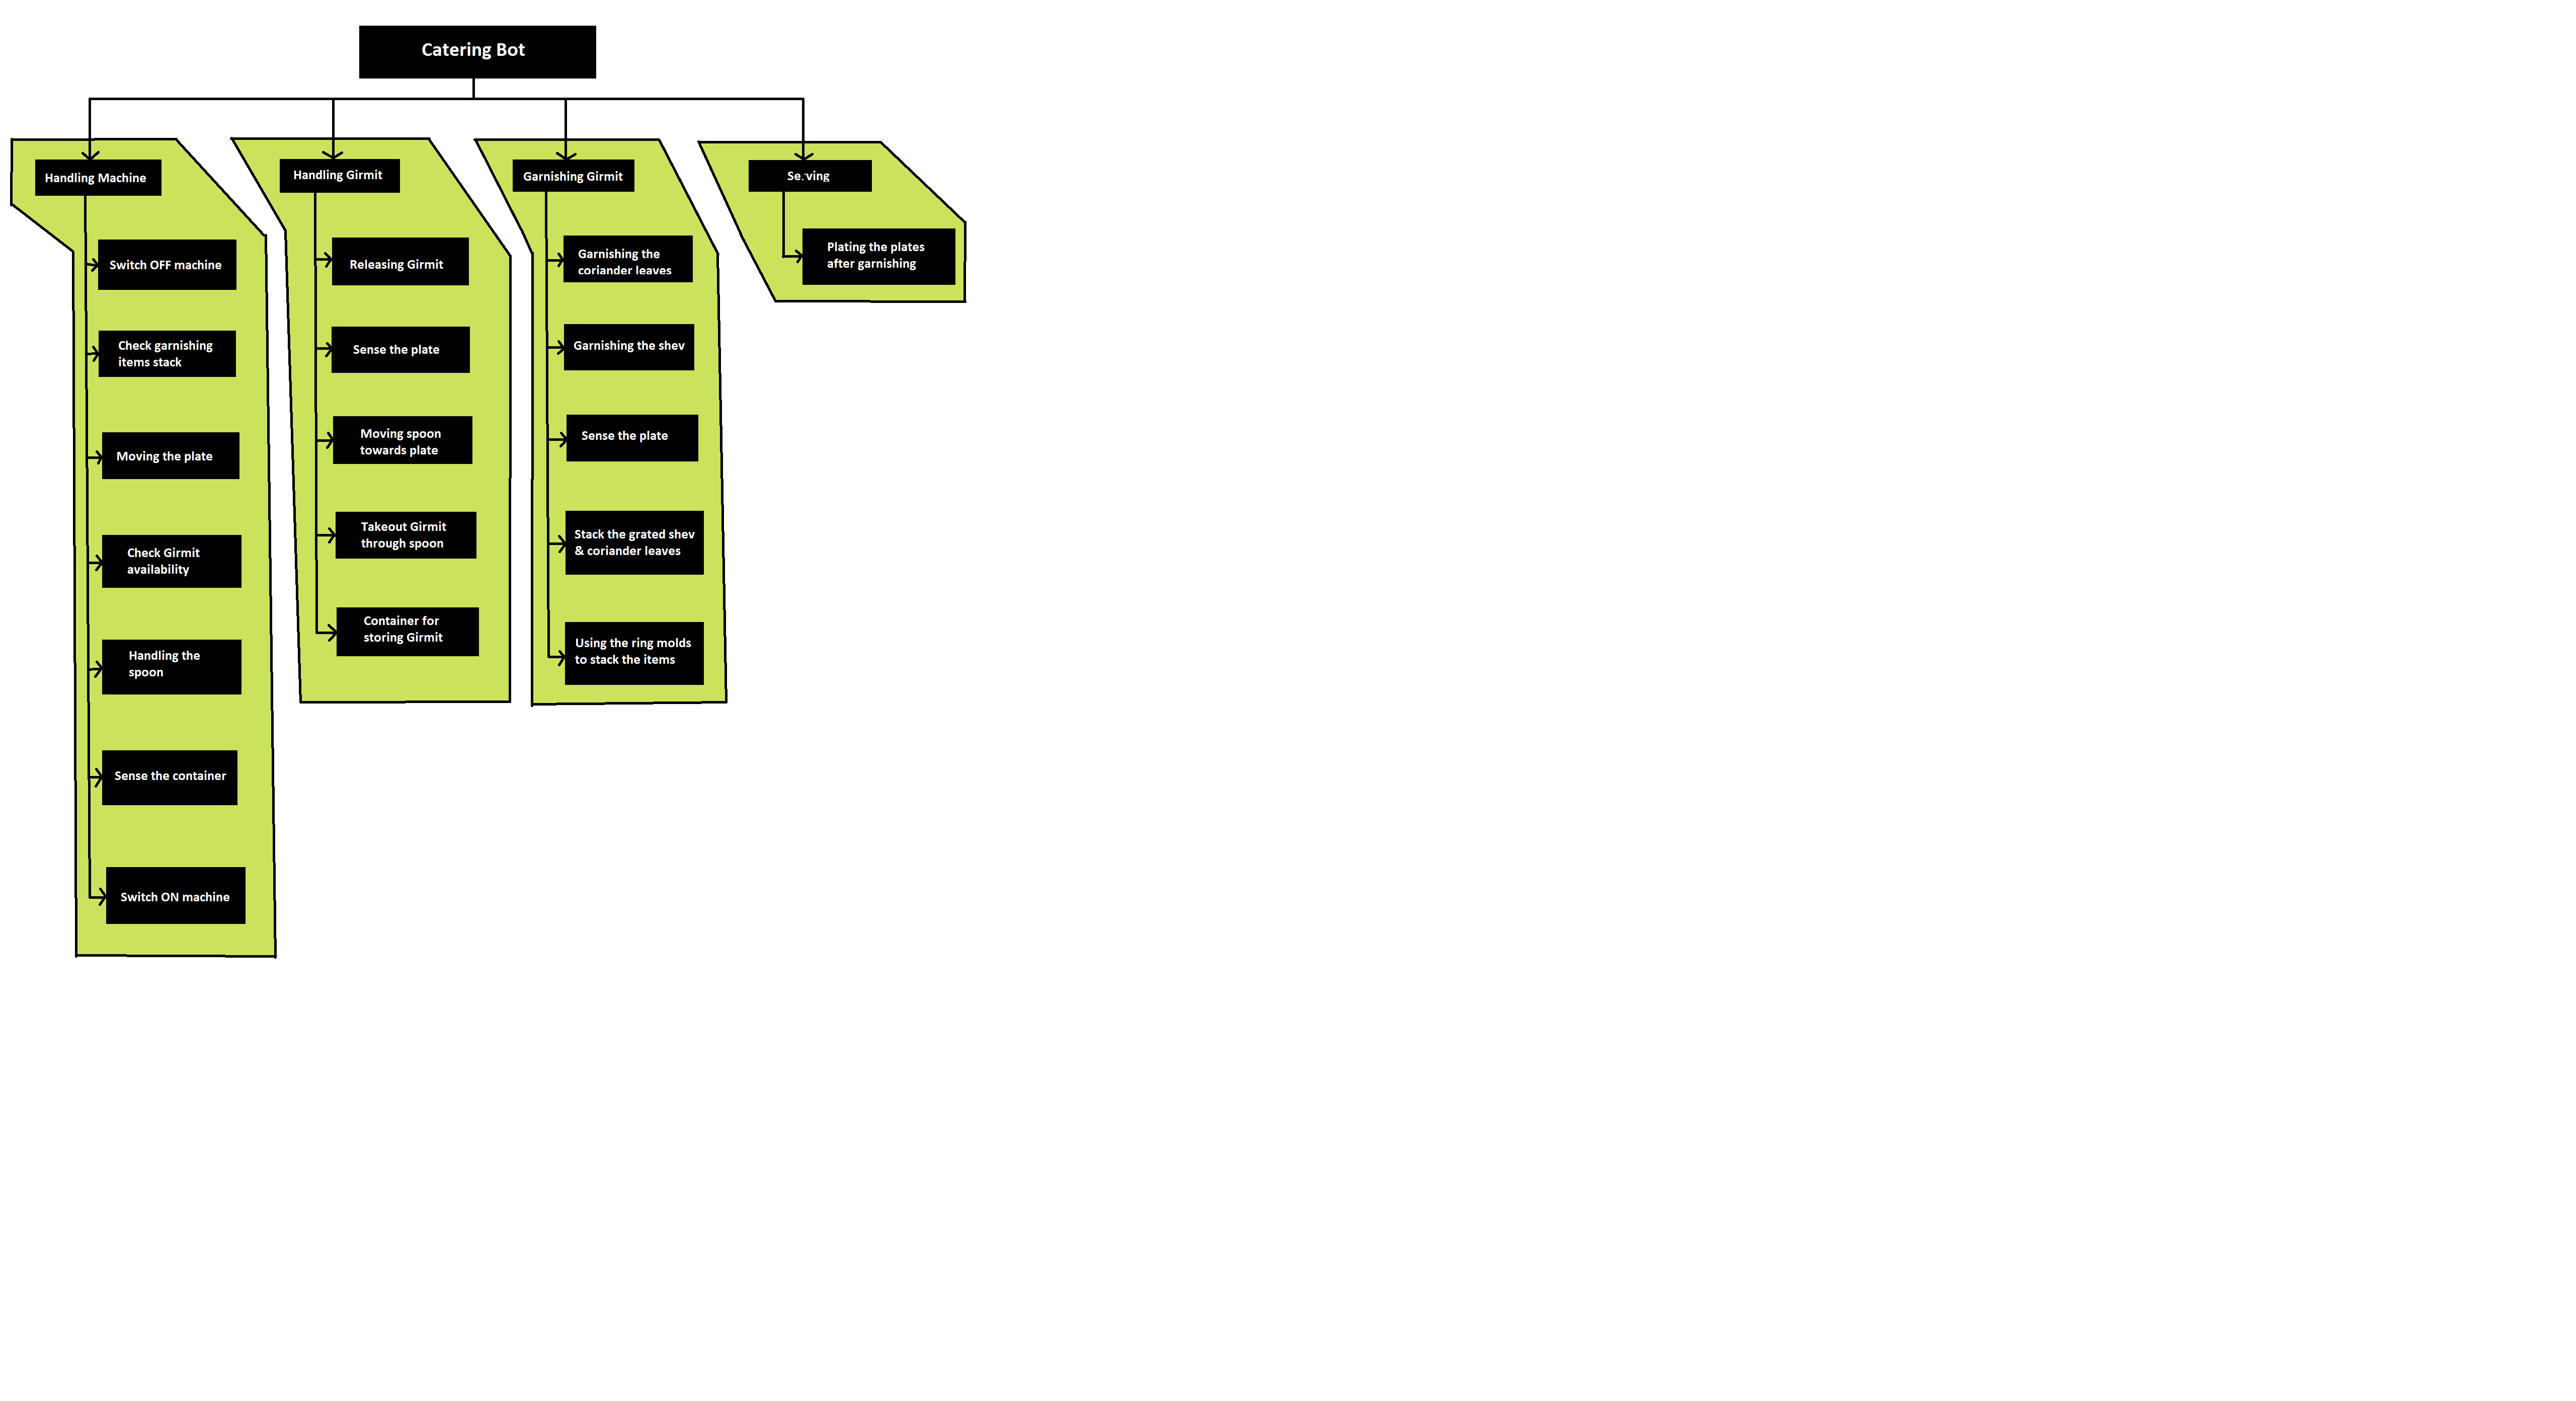 Catering Bot
Handling Machine
Switch OFF machine
Check garnishing
items stack
Moving the plate
Check Girmit
availability
Handling the
spoon
Sense the container
Switch ON machine
Handling Girmit
Releasing Girmit
Sense the plate
Moving spoon
towards plate
Takeout Girmit
through spoon
Container for
storing Girmit
Garnishing Girmit
Garnishing the
coriander leaves
Garnishing the shev
Sense the plate
Stack the grated shev
& coriander leaves
Using the ring molds
to stack the items
Serving
Plating the plates
after garnishing